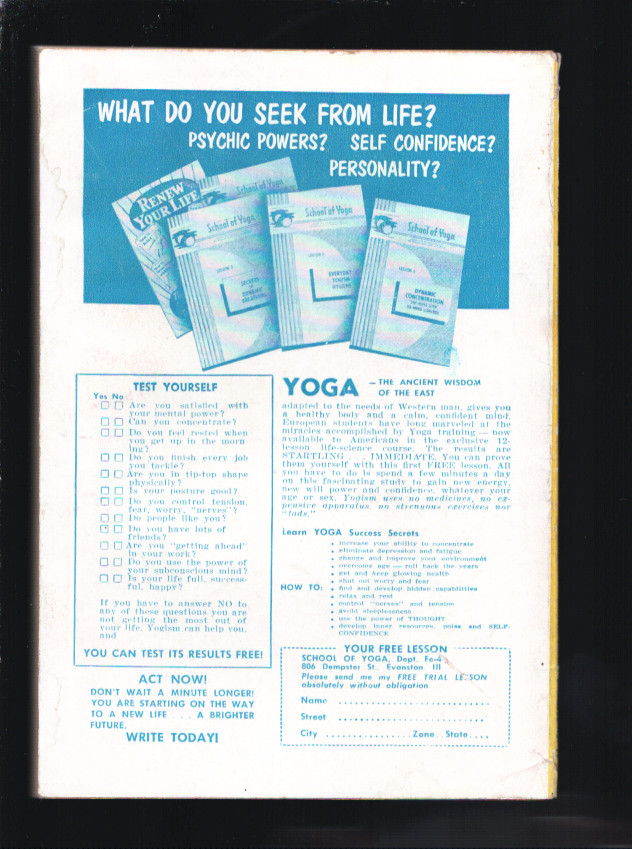 WHAT DO YOU SEEK FROM LIFE?
PSYCHIC POWERS? SELF CONFIDENCE?
PERSONALITY?
RENEW
YOUR LIFE
School of Yoga
School of Yoga
LESSON
School of Yoga
LESSON
EVERYDAY
YOGISM
HYGIENE
School of Yoga
LESSON
DYNAMIC
CONCENTRATION
TEST YOURSELF
Yes No
Are you satisfied with
your mental power?
Can you concentrate?
Do you feel rested when
you get up in the morn
ing?
Do you finish every job
you tackle?
Are you in tip-top shape
physically?
Is your posture good?
Do you control tension,
fear, worry, "nerves"?
Do people like you?
Do you have lots of
friends?
Are you "getting ahead"
in your work?
Do you use the power of
your subconscious mind?
Is your life full, success-
ful, happy?
If you have to answer NO to
any of these questions you are
not getting the most out of
your life. Yogism can help you,
and
YOU CAN TEST ITS RESULTS FREE!
ACT NOW!
DON'T WAIT A MINUTE LONGER!
YOU ARE STARTING ON THE WAY
TO A NEW LIFE . . . A BRIGHTER
FUTURE.
WRITE TODAY!
YOGA — THE ANCIENT WISDOM
OF THE EAST
adapted to the needs of Western man, gives you
a healthy body and a calm, confident mind.
European students have long marveled at the
miracles accomplished by Yoga training — now
available to Americans in the exclusive 12-
lesson life-science course. The results are
STARTLING . . . IMMEDIATE. You can prove
them yourself with this first FREE lesson. All
you have to do is spend a few minutes a day
on this fascinating study to gain new energy,
new will power and confidence, whatever your
age or sex. Yogism uses no medicines, no ex-
pensive apparatus, no strenuous exercises nor
"fads."
Learn YOGA Success Secrets
HOW TO:
• increase your ability to concentrate
• eliminate depression and fatigue
• change and improve your environment
• overcome age — roll back the years
• get and keep glowing health
• shut out worry and fear
• find and develop hidden capabilities
• relax and rest
• control "nerves" and tension
• avoid sleeplessness
• use the power of THOUGHT
• develop inner resources, poise and SELF-
CONFIDENCE
YOUR FREE LESSON
SCHOOL OF YOGA, Dept. Fe-4
806 Dempster St., Evanston Ill
Please send me my FREE TRIAL LESSON
absolutely without obligation
Name ..........................
Street ..........................
City ............... Zone State....